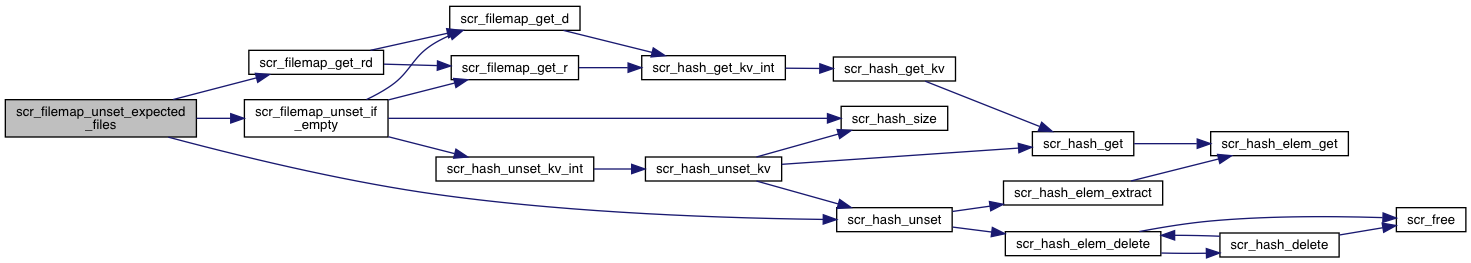 scr_filemap_unset_expected
_files
scr_filemap_get_rd
scr_filemap_unset_if
_empty
scr_filemap_get_d
scr_filemap_get_r
scr_hash_unset_kv_int
scr_hash_get_kv_int
scr_hash_unset_kv
scr_hash_get_kv
scr_hash_size
scr_hash_unset
scr_hash_get
scr_hash_elem_extract
scr_hash_elem_delete
scr_hash_elem_get
scr_hash_delete
scr_free